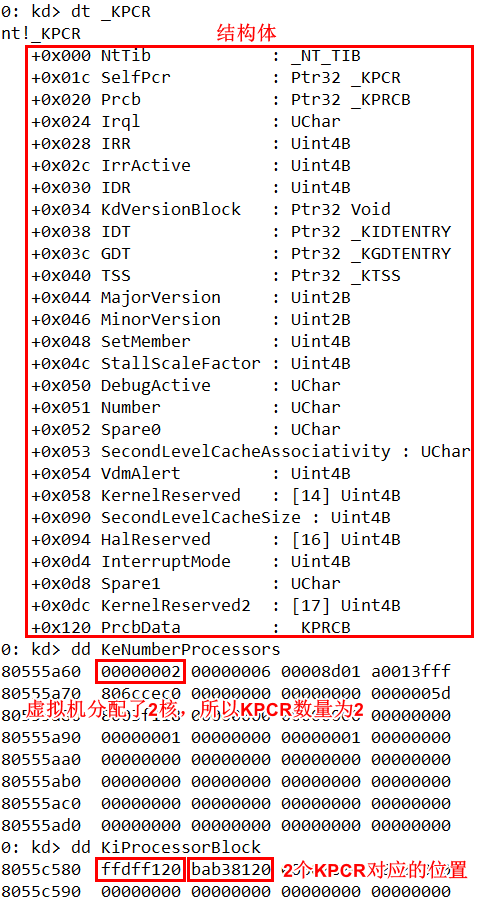 0: kd> dt _KPCR
nt!_KPCR
结构体
+0x000 NtTib : _NT_TIB
+0x01c SelfPcr : Ptr32 _KPCR
+0x020 Prcb : Ptr32 _KPRCB
+0x024 Irql : UChar
+0x028 IRR : Uint4B
+0x02c IrrActive : Uint4B
+0x030 IDR : Uint4B
+0x034 KdVersionBlock : Ptr32 Void
+0x038 IDT : Ptr32 _KIDTENTRY
+0x03c GDT : Ptr32 _KGDTENTRY
+0x040 TSS : Ptr32 _KTSS
+0x044 MajorVersion : Uint2B
+0x046 MinorVersion : Uint2B
+0x048 SetMember : Uint4B
+0x04c StallScaleFactor : Uint4B
+0x050 DebugActive : UChar
+0x051 Number : UChar
+0x052 Spare0 : UChar
+0x053 SecondLevelCacheAssociativity : UChar
+0x054 VdmAlert : Uint4B
+0x058 KernelReserved : [14] Uint4B
+0x090 SecondLevelCacheSize : Uint4B
+0x094 HalReserved : [16] Uint4B
+0x0d4 InterruptMode : Uint4B
+0x0d8 Spare1 : UChar
+0x0dc KernelReserved2 : [17] Uint4B
+0x120 PrcbData : KPRCB
0: kd> dd KeNumberProcessors
80555a60 00000002 00000006 00008d01 a0013fff
80555a70 806ccec0 00000000 00000000 0000005d
虚拟机分配了2核，所以KPCR数量为2
00000000
80555a90 00000001 00000000 00000001 00000000
80555aa0 00000000 00000000 00000000 00000000
80555ab0 00000000 00000000 00000000 00000000
80555ac0 00000000 00000000 00000000 00000000
80555ad0 00000000 00000000 00000000 00000000
0: kd> dd KiProcessorBlock
8055c580 ffdff120 bab38120 2个KPCR对应的位置
8055c590 00000000 00000000 00000000 00000000